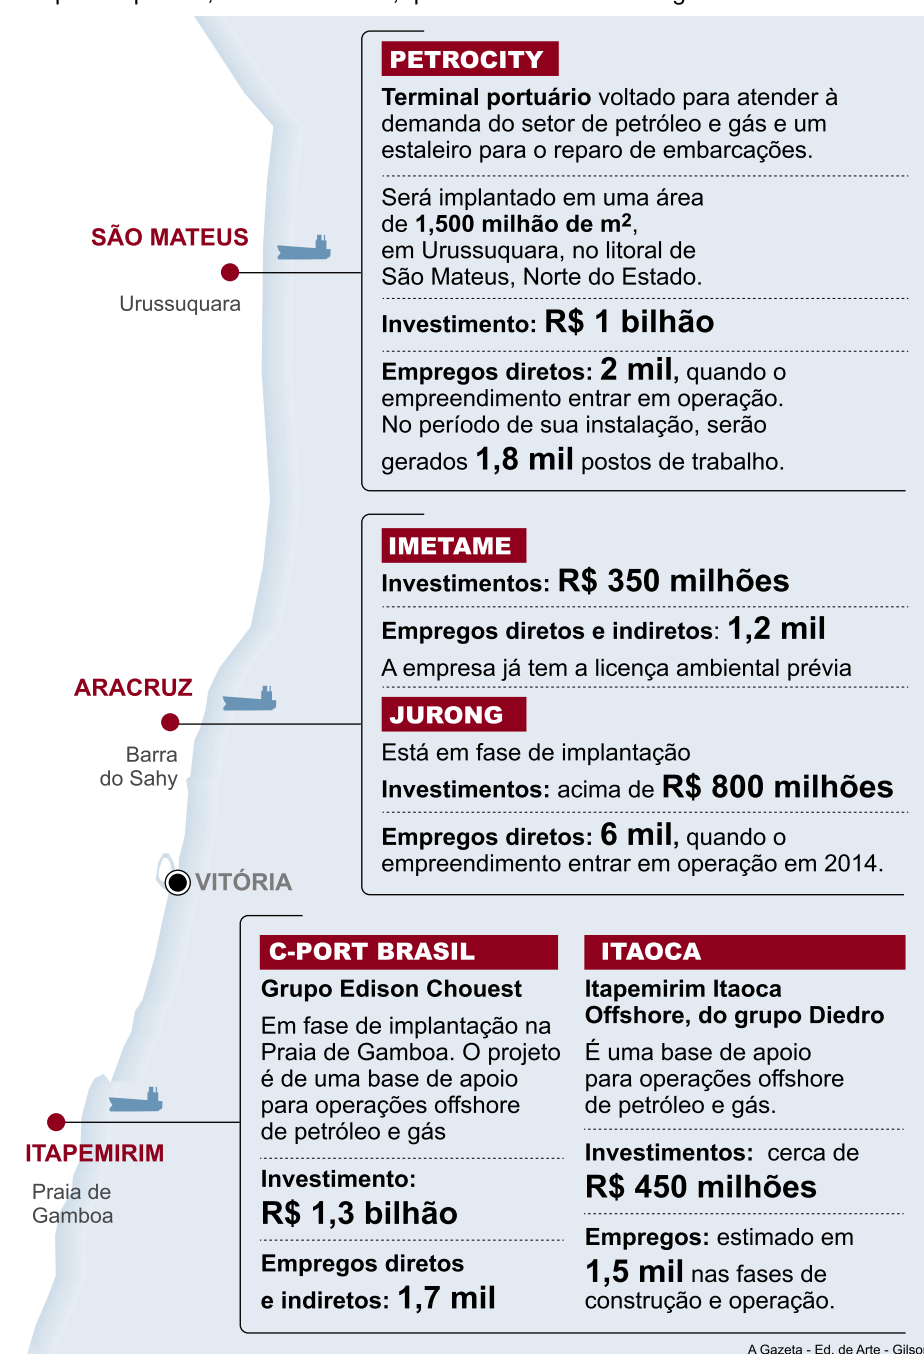 PETROCITY
Terminal portuário voltado para atender à
demanda do setor de petróleo e gás e um
estaleiro para o reparo de embarcações.
Será implantado em uma área
de 1,500 milhão de m²,
em Urussuquara, no litoral de
São Mateus, Norte do Estado.
Investimento: R$ 1 bilhão
Empregos diretos: 2 mil, quando o
empreendimento entrar em operação.
No período de sua instalação, serão
gerados 1,8 mil postos de trabalho.
SÃO MATEUS
Urussuquara
IMETAME
Investimentos: R$ 350 milhões
Empregos diretos e indiretos: 1,2 mil
A empresa já tem a licença ambiental prévia
JURONG
Está em fase de implantação
Investimentos: acima de R$ 800 milhões
Empregos diretos: 6 mil, quando o
empreendimento entrar em operação em 2014.
ARACRUZ
Barra
do Sahy
VITÓRIA
C-PORT BRASIL
Grupo Edison Chouest
Em fase de implantação na
Praia de Gamboa. O projeto
é de uma base de apoio
para operações offshore
de petróleo e gás
Investimento:
R$ 1,3 bilhão
Empregos diretos
e indiretos: 1,7 mil
ITAOCA
Itapemirim Itaoca
Offshore, do grupo Diedro
É uma base de apoio
para operações offshore
de petróleo e gás.
Investimentos: cerca de
R$ 450 milhões
Empregos: estimado em
1,5 mil nas fases de
construção e operação.
ITAPEMIRIM
Praia de
Gamboa
A Gazeta - Ed. de Arte -